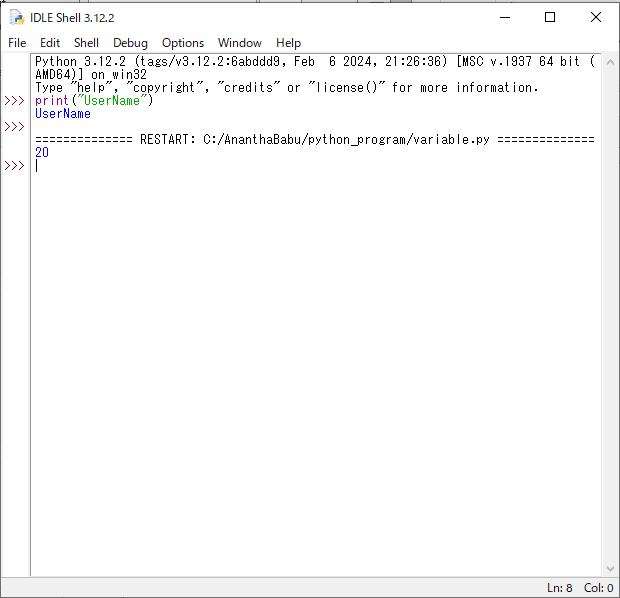 IDLE Shell 3.12.2
File Edit Shell Debug Options Window Help
Python 3.12.2 (tags/v3.12.2:6abddd9, Feb  6 2024, 21:26:36) [MSC v.1937 64 bit (
AMD64)] on win32
Type "help", "copyright", "credits" or "license()" for more information.
>>> print("UserName")
UserName
>>>
============== RESTART: C:/AnanthaBabu/python_program/variable.py ==============
20
>>>
Ln: 8 Col: 0